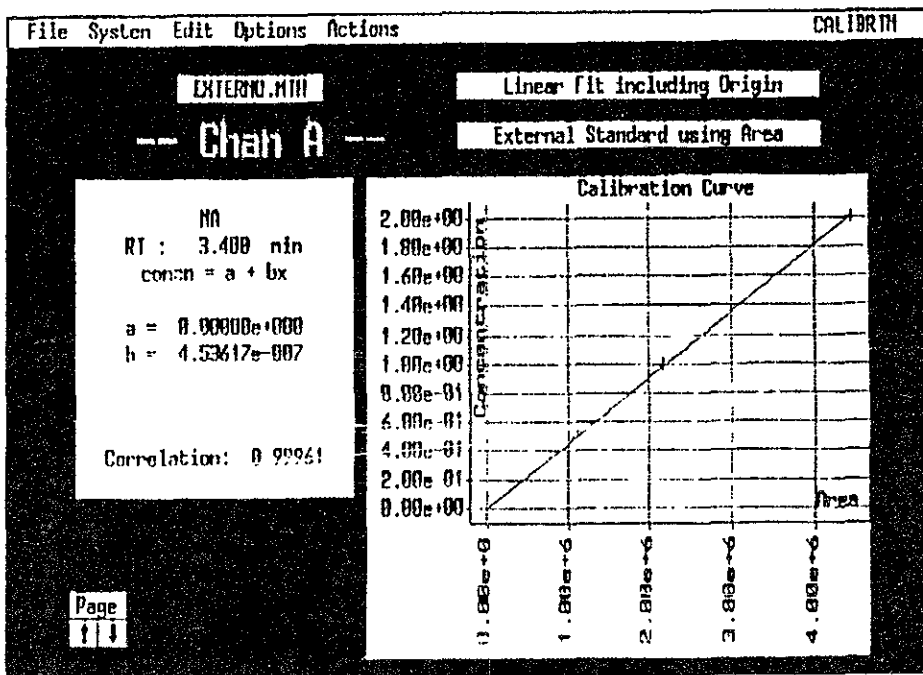 File System Edit Options Actions CALIBRTN
EXTERNO.MTH
Linear Fit including Origin
-- Chan A --
External Standard using Area
Calibration Curve
RT : 3.400 min
concn = a + bx
a = 0.00000e+000
b = 4.53617e-007
Correlation: 0.99961
Concentration
2.00e+00
1.80e+00
1.60e+00
1.40e+00
1.20e+00
1.00e+00
8.00e-01
6.00e-01
4.00e-01
2.00e-01
0.00e+00
Area
0.00e+0
1.00e+6
2.00e+6
3.00e+6
4.00e+6
Page